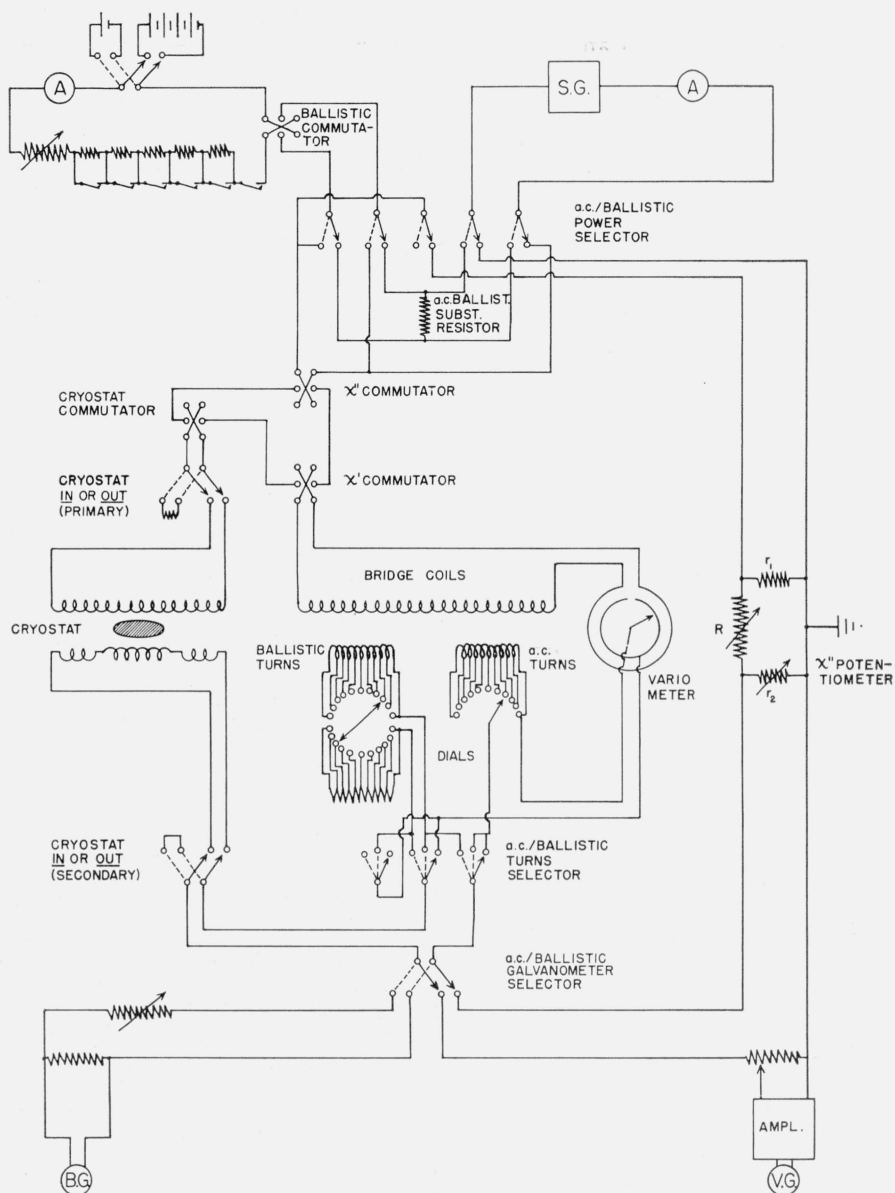 A
BALLISTIC
COMMUTA-
TOR
S.G.
A
a.c./BALLISTIC
POWER
SELECTOR
a.c. BALLIST.
SUBST.
RESISTOR
CRYOSTAT
COMMUTATOR
χ" COMMUTATOR
CRYOSTAT
IN OR OUT
(PRIMARY)
χ' COMMUTATOR
BRIDGE COILS
r₁
CRYOSTAT
R
BALLISTIC
TURNS
a.c.
TURNS
VARIO
METER
χ" POTEN-
TIOMETER
r₂
DIALS
CRYOSTAT
IN OR OUT
(SECONDARY)
a.c./BALLISTIC
TURNS
SELECTOR
a.c./BALLISTIC
GALVANOMETER
SELECTOR
AMPL.
B.G.
V.G.